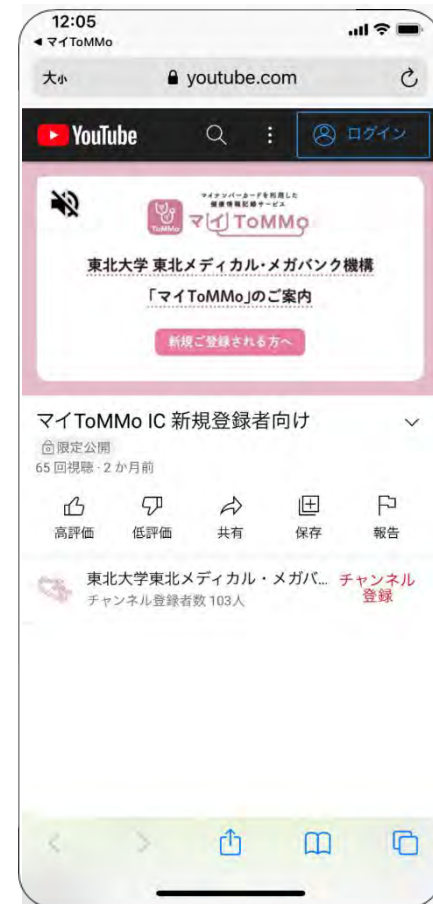 12:05
◀ マイToMMo
大小 youtube.com
YouTube ログイン
マイナンバーカードを利用した
健康情報記録サービス
ToMMo マイToMMo
東北大学 東北メディカル・メガバンク機構
「マイToMMo」のご案内
新規ご登録される方へ
マイ ToMMo IC 新規登録者向け
限定公開
65 回視聴・2 か月前
高評価 低評価 共有 保存 報告
東北大学東北メディカル・メガバ... チャンネル登録
チャンネル登録者数 103人